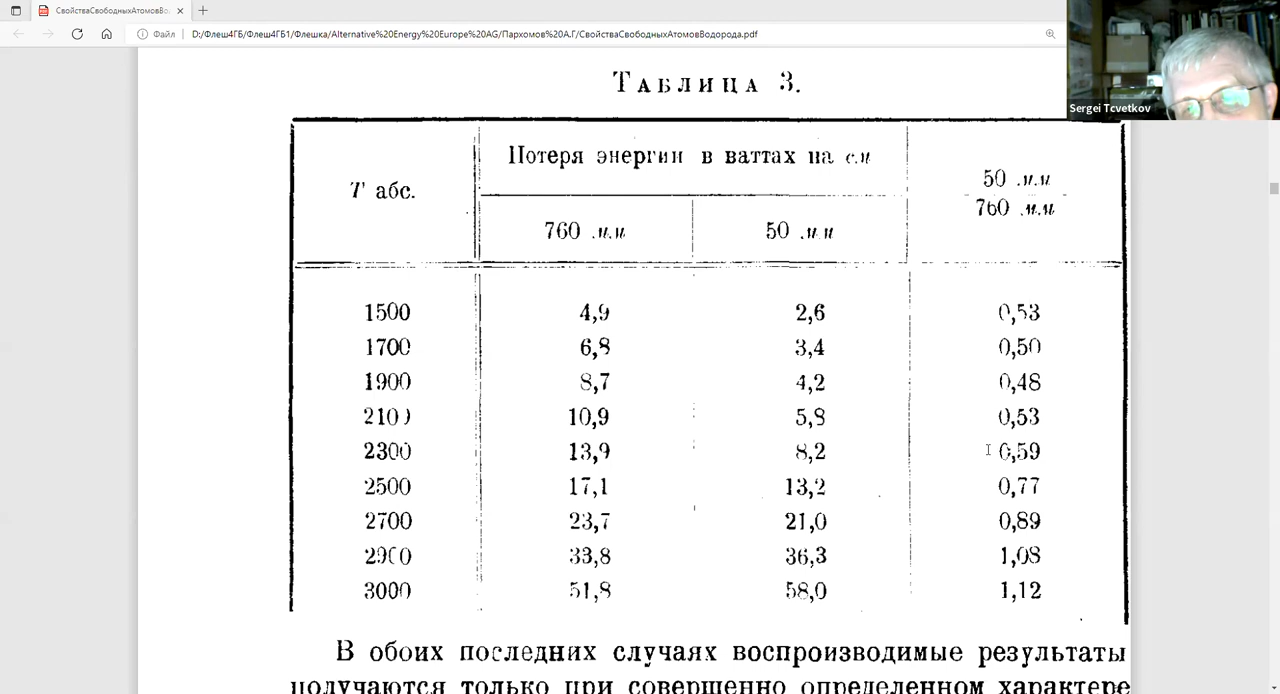 СвойстваСвободныхАтомовВ
Файл
D:/Флеш4ГБ/Флеш4ГБ1/Флешка/Alternative%20Energy%20Europe%20AG/Пархомов%20А.Г/СвойстваСвободныхАтомовВодорода.pdf
Sergei Tcvetkov
Таблица 3.
T абс.
Потеря энергии в ваттах на см
50 мм
760 мм
760 мм 50 мм
1500 4,9 2,6 0,53
1700 6,8 3,4 0,50
1900 8,7 4,2 0,48
2100 10,9 5,8 0,53
2300 13,9 8,2 0,59
2500 17,1 13,2 0,77
2700 23,7 21,0 0,89
2900 33,8 36,3 1,08
3000 51,8 58,0 1,12
В обоих последних случаях воспроизводимые результаты
получаются только при совершенно определенном характере